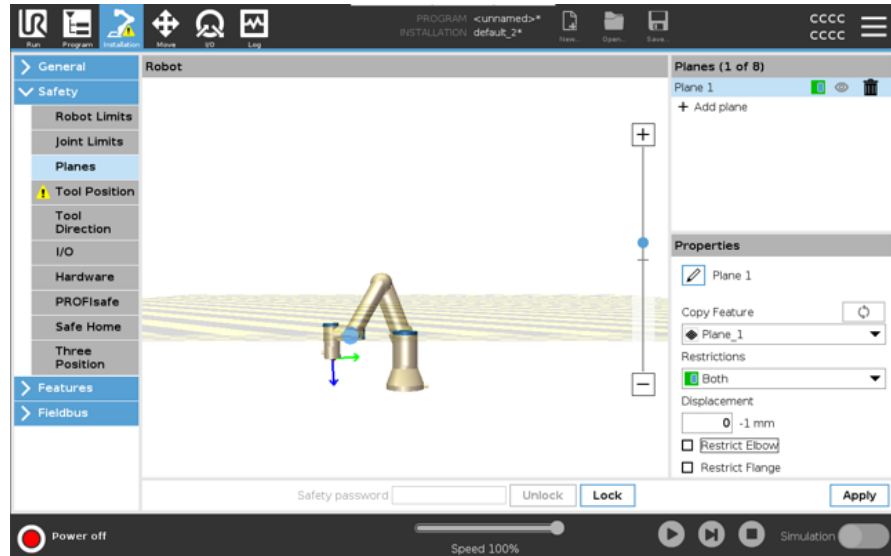 PROGRAM <unnamed>*
INSTALLATION default_2*
CCCC
CCCC
Run
Program
Installation
Move
I/O
Log
New...
Open...
Save...
General
Safety
Robot Limits
Joint Limits
Planes
Tool Position
Tool
Direction
I/O
Hardware
PROFIsafe
Safe Home
Three
Position
Features
Fieldbus
Robot
Planes (1 of 8)
Plane 1
+ Add plane
Properties
Plane 1
Copy Feature
Plane_1
Restrictions
Both
Displacement
0 -1 mm
Restrict Elbow
Restrict Flange
Safety password
Unlock
Lock
Apply
Power off
Speed 100%
Simulation